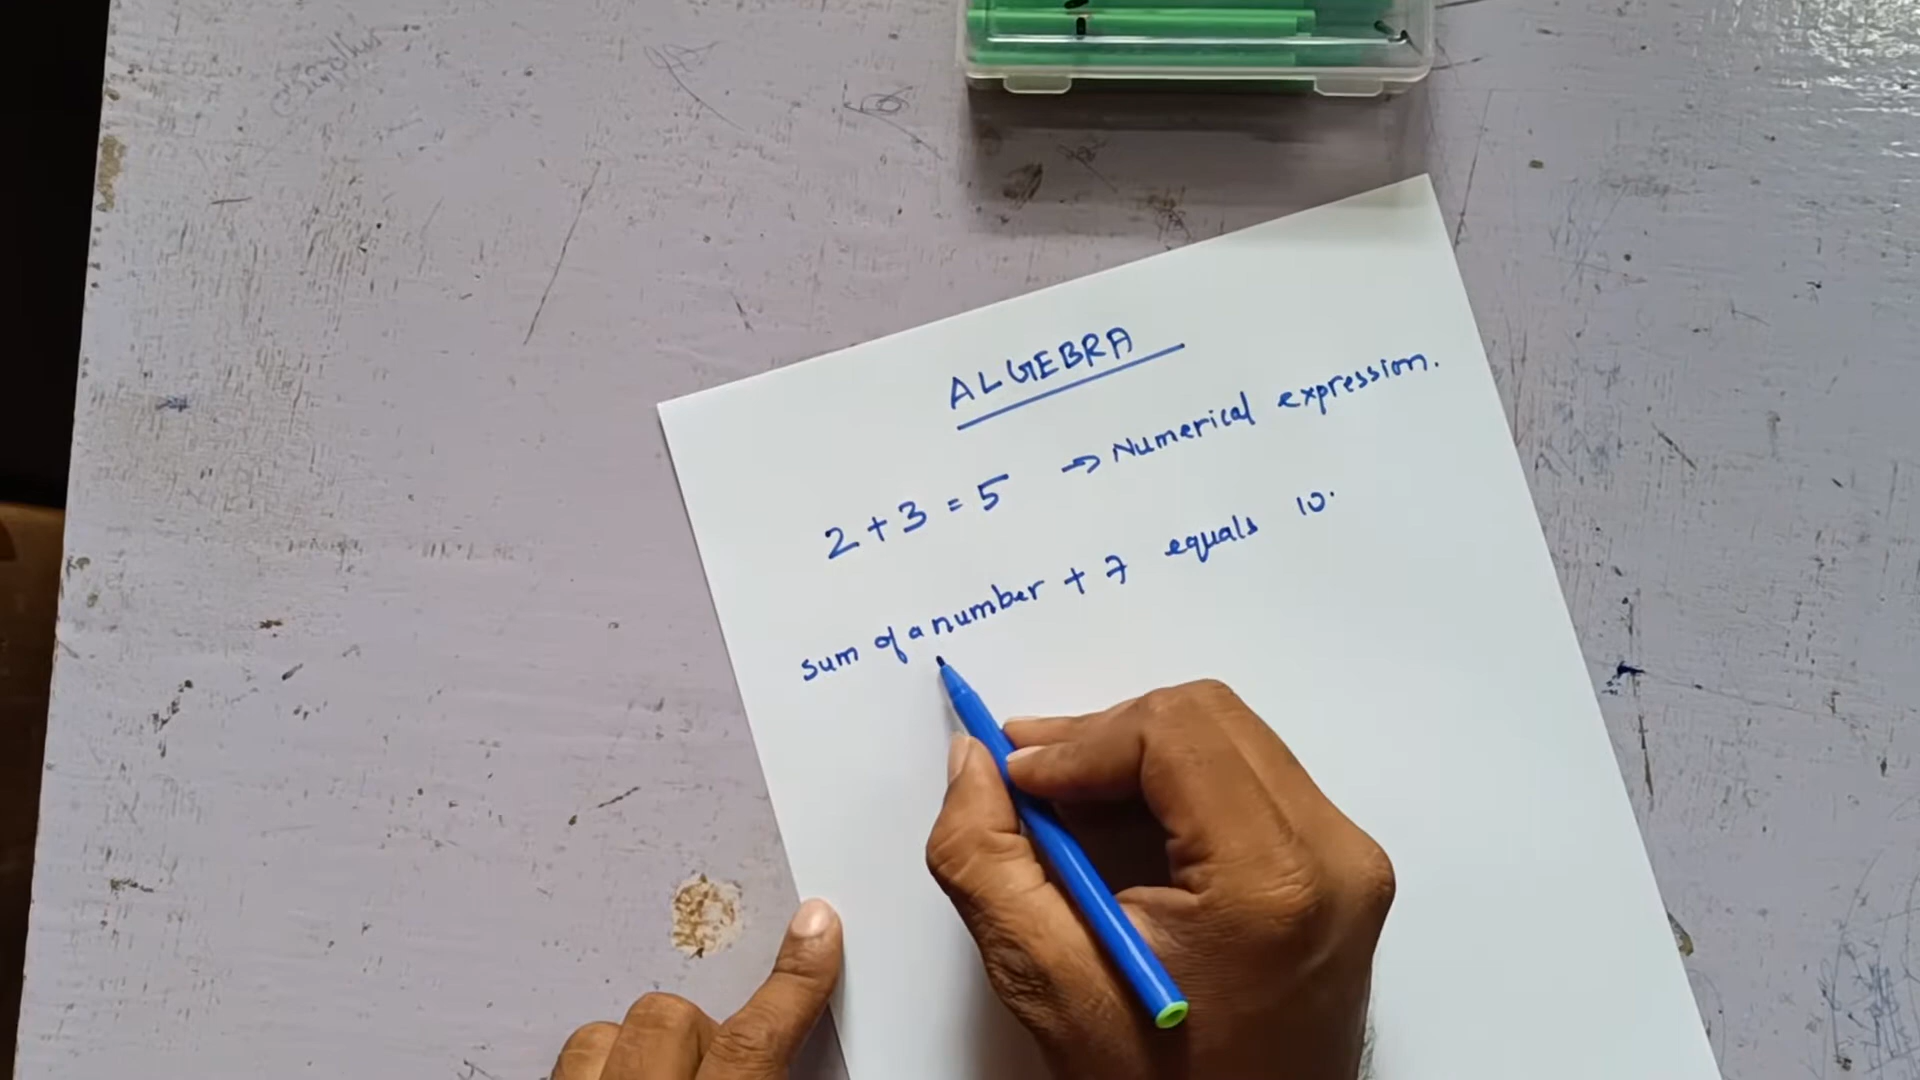 ALGEBRA
2 + 3 = 5 → Numerical expression.
sum of a number + 7 equals 10.